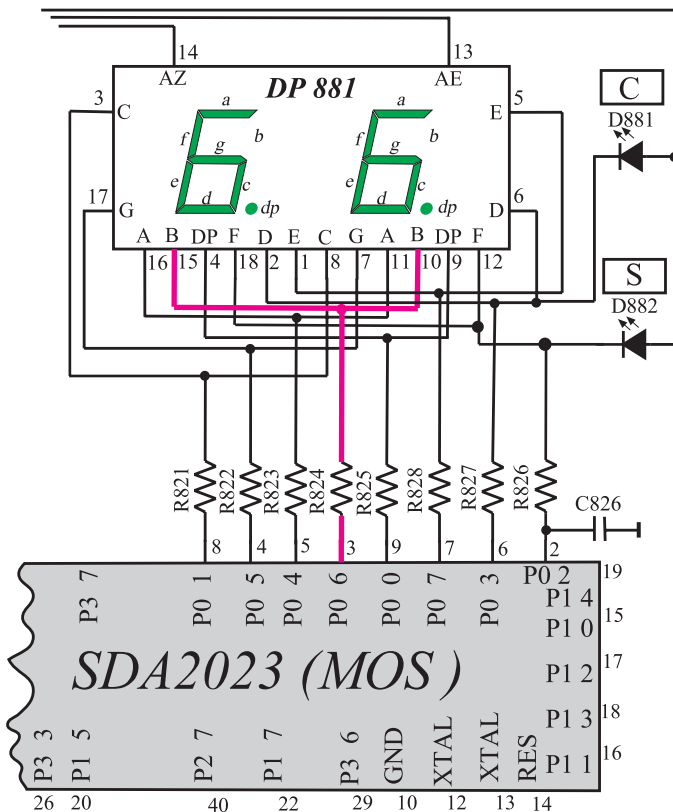 14 13
AZ DP 881 AE
C
3 C a a E 5 D881
f b f b
g g
e c e c
d dp d dp
17 G D 6
A B DP F D E C G A B DP F
16 15 4 18 2 1 8 7 11 10 9 12
S
D882
R821 R822 R823 R824 R825 R828 R827 R826
C826
8 4 5 3 9 7 6 2
P3 7 P0 1 P0 5 P0 4 P0 6 P0 0 P0 7 P0 3 P0 2 19
P1 4
15
P1 0
SDA2023 (MOS ) P1 2 17
P1 3 18
P3 3 P1 5 P2 7 P1 7 P3 6 GND XTAL XTAL RES P1 1 16
26 20 40 22 29 10 12 13 14